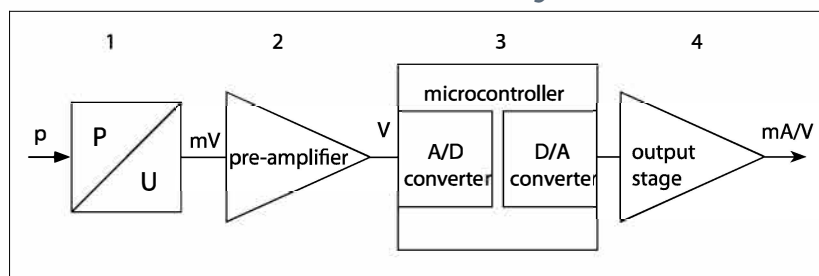 1
2
3
4
p
P
U
mV
pre-amplifier
V
microcontroller
A/D
converter
D/A
converter
output
stage
mA/V